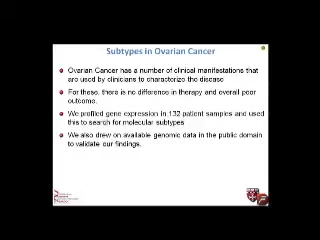 Subtypes in Ovarian Cancer
Ovarian Cancer has a number of clinical manifestations that
are used by clinicians to characterize the disease
For these, there is no difference in therapy and overall poor
outcome.
We profiled gene expression in 132 patient samples and used
this to search for molecular subtypes
We also drew on available genomic data in the public domain
to validate our findings.